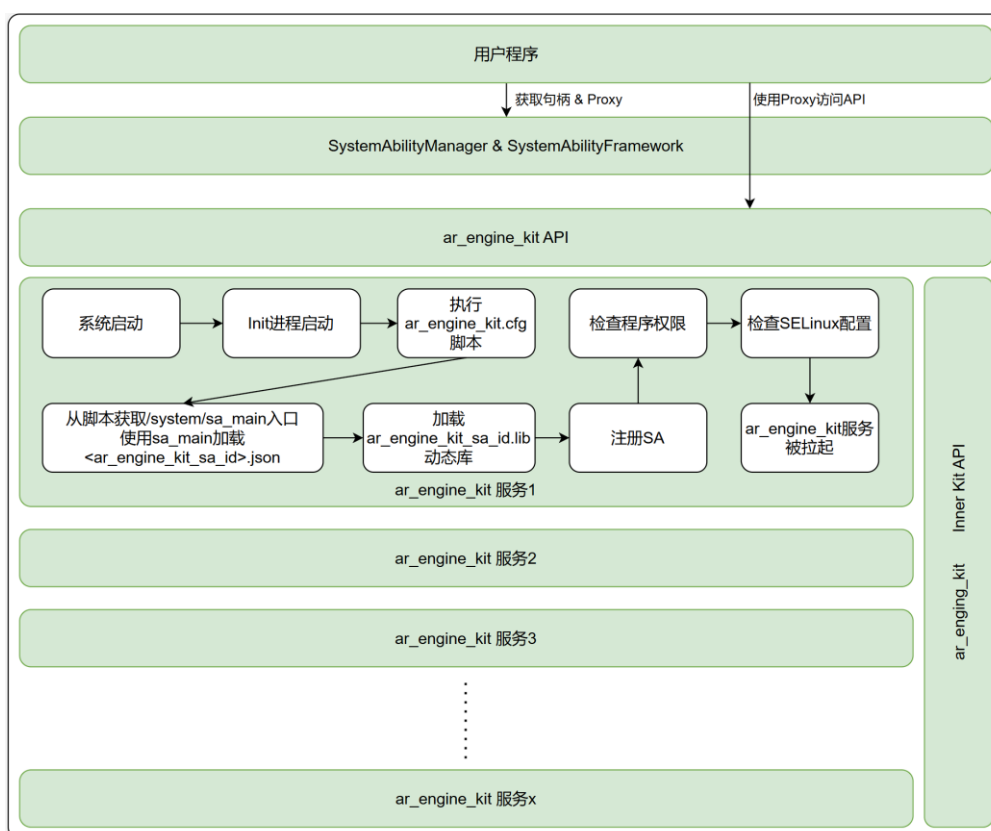 用户程序
获取句柄 & Proxy
使用Proxy访问API
SystemAbilityManager & SystemAbilityFramework
ar_engine_kit API
系统启动
Init进程启动
执行
ar_engine_kit.cfg
脚本
检查程序权限
检查SELinux配置
从脚本获取/system/sa_main入口
使用sa_main加载
<ar_engine_kit_sa_id>.json
加载
ar_engine_kit_sa_id.lib
动态库
注册SA
ar_engine_kit服务
被拉起
ar_engine_kit 服务1
ar_engine_kit 服务2
ar_engine_kit 服务3
ar_engine_kit 服务x
ar_enging_kit Inner Kit API